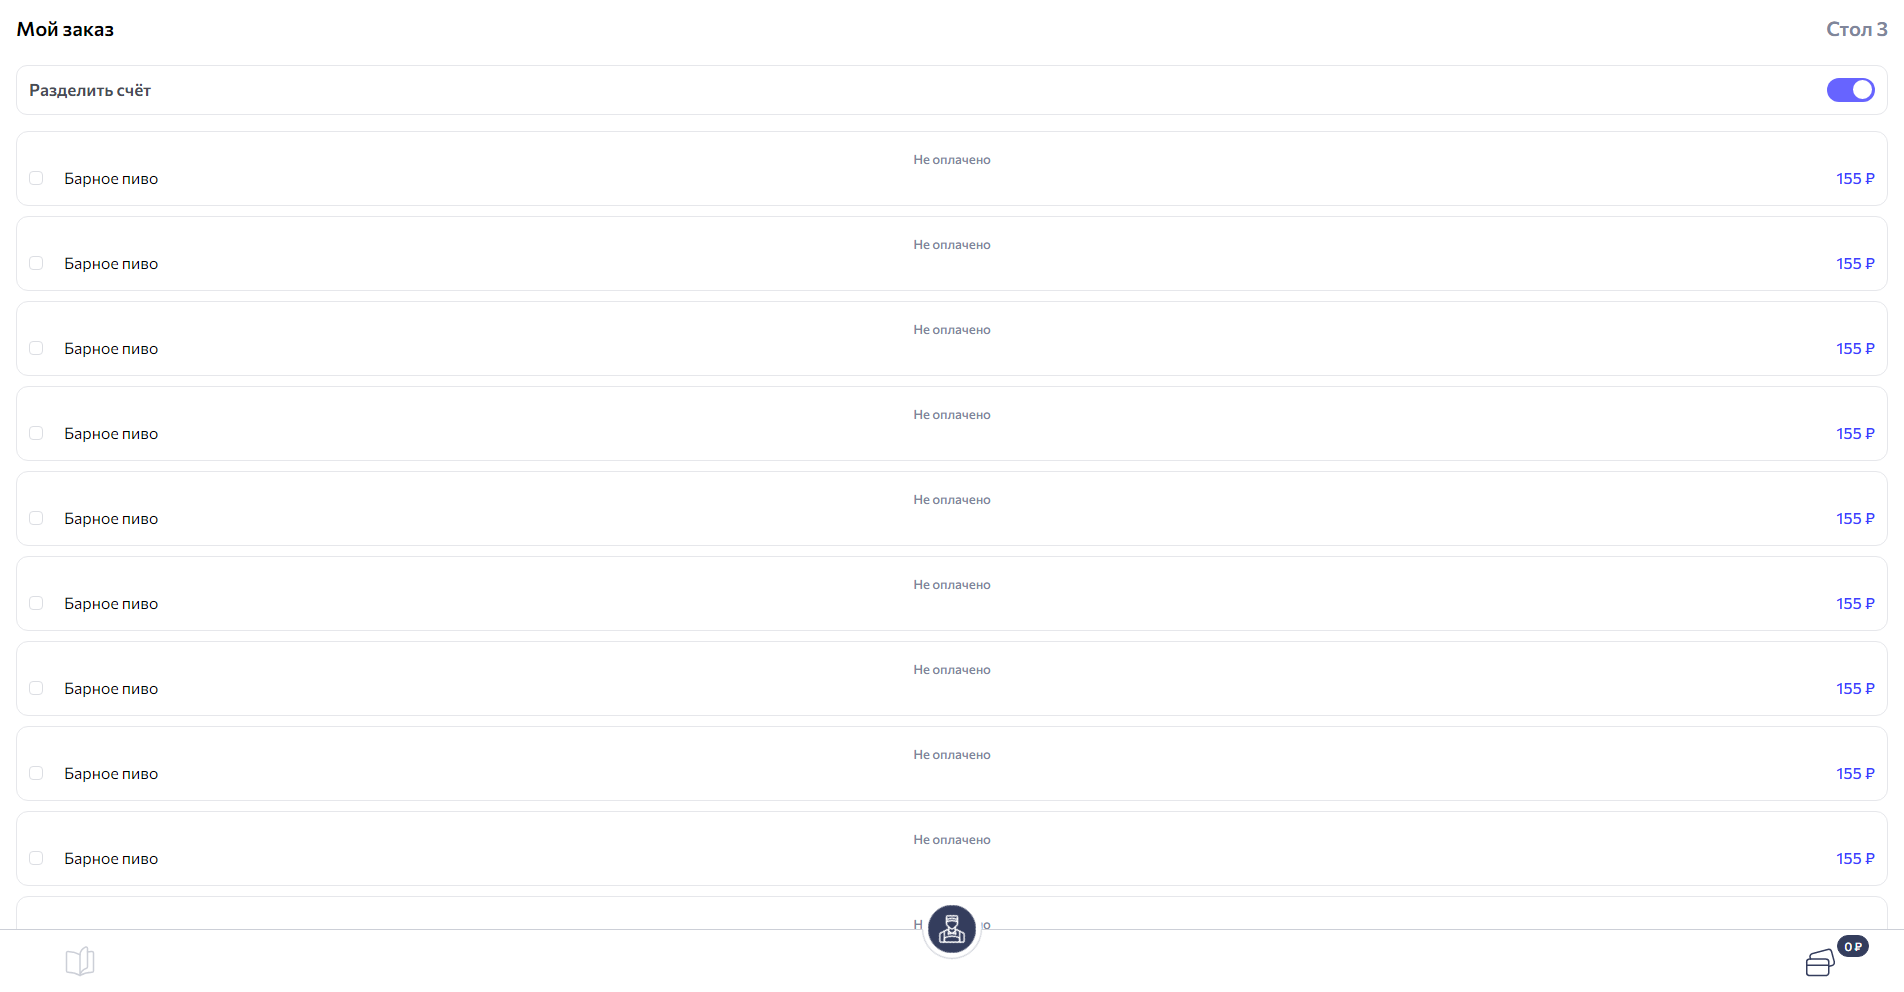 Мой заказ
Стол 3
Разделить счёт
Не оплачено
Барное пиво
155 ₽
Не оплачено
Барное пиво
155 ₽
Не оплачено
Барное пиво
155 ₽
Не оплачено
Барное пиво
155 ₽
Не оплачено
Барное пиво
155 ₽
Не оплачено
Барное пиво
155 ₽
Не оплачено
Барное пиво
155 ₽
Не оплачено
Барное пиво
155 ₽
Не оплачено
Барное пиво
155 ₽
0 ₽